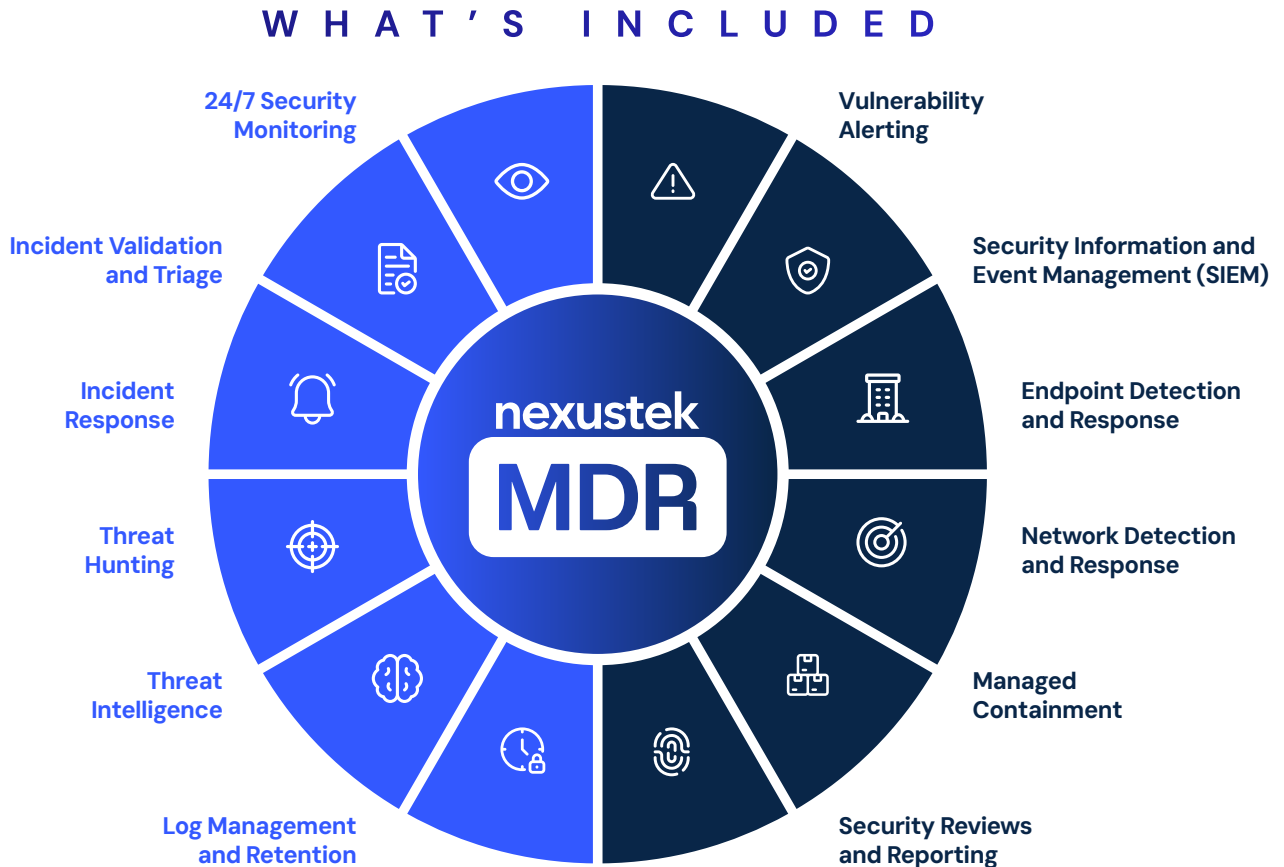 WHAT’S INCLUDED
24/7 Security
Monitoring
Vulnerability
Alerting
Incident Validation
and Triage
Security Information and
Event Management (SIEM)
Incident
Response
Endpoint Detection
and Response
nexustek
MDR
Threat
Hunting
Network Detection
and Response
Threat
Intelligence
Managed
Containment
Log Management
and Retention
Security Reviews
and Reporting